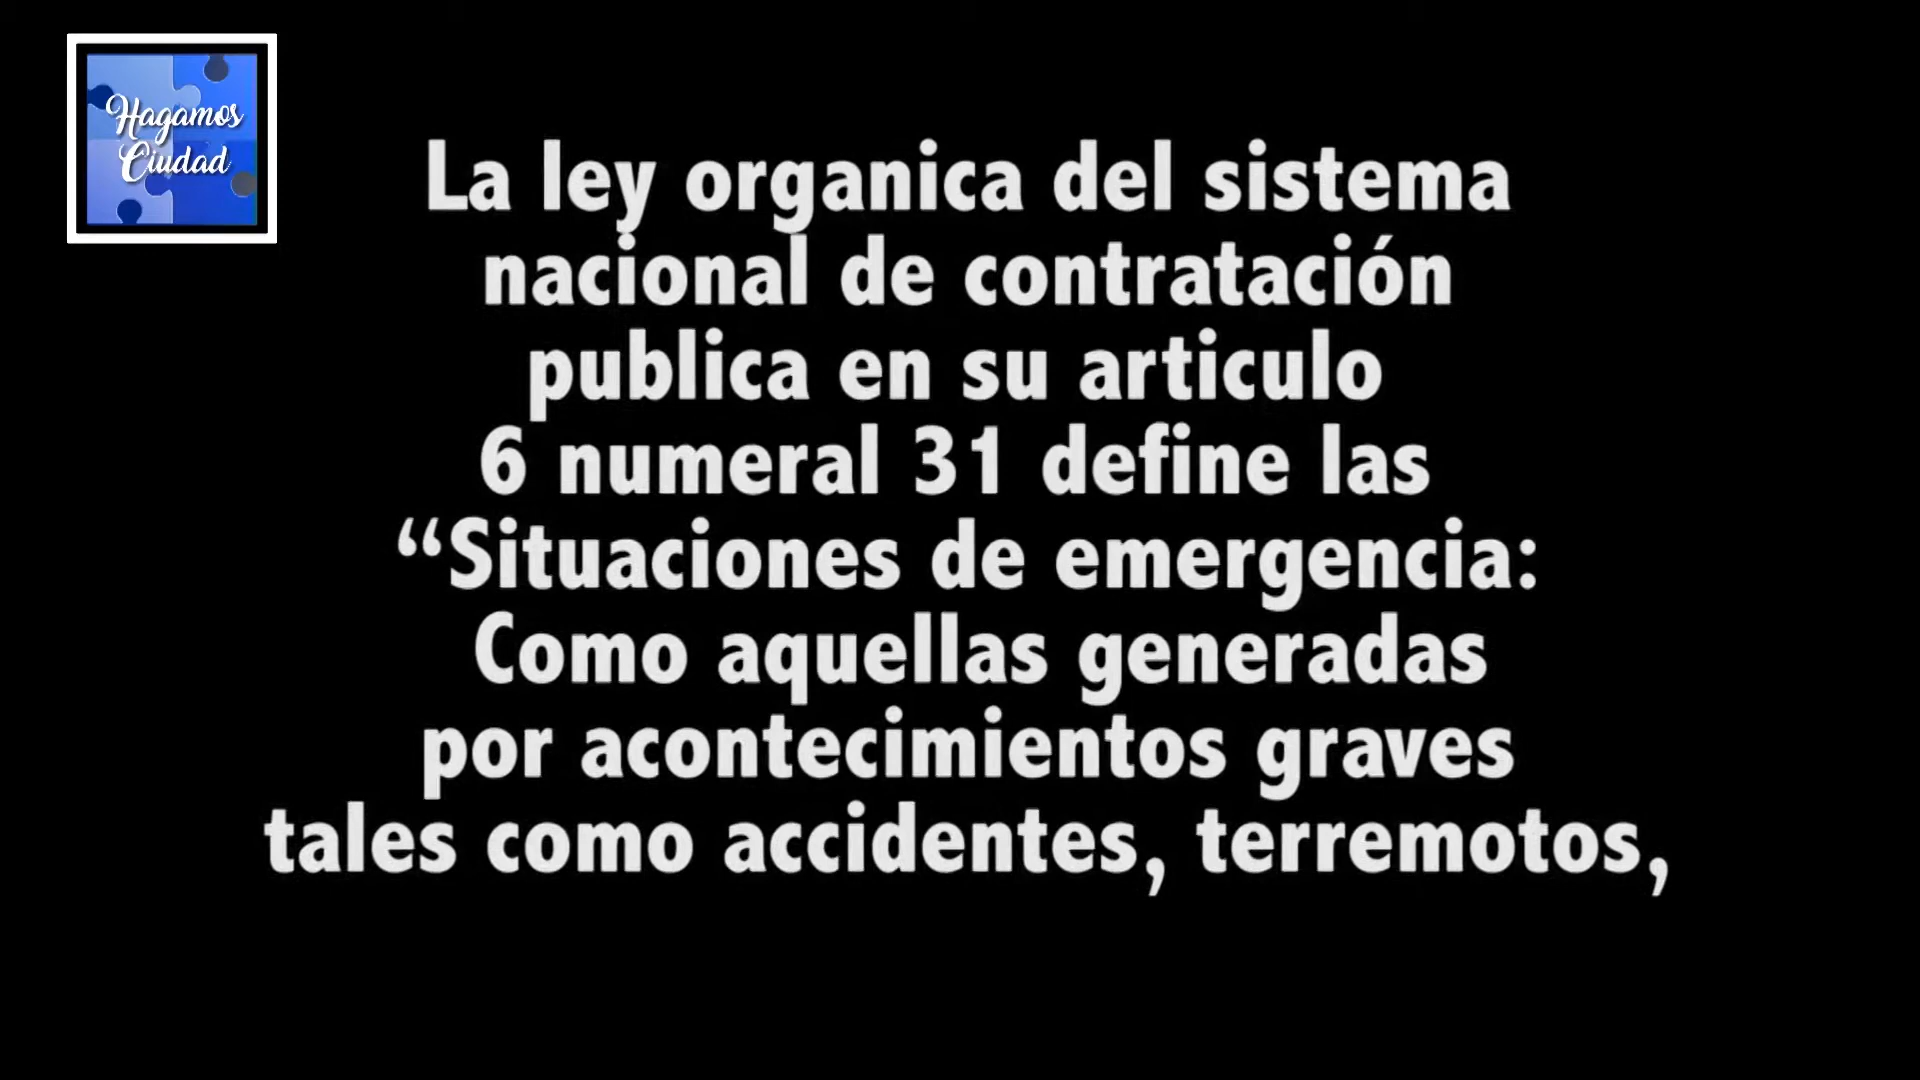 Hagamos
Ciudad
La ley organica del sistema
nacional de contratación
publica en su articulo
6 numeral 31 define las
“Situaciones de emergencia:
Como aquellas generadas
por acontecimientos graves
tales como accidentes, terremotos,